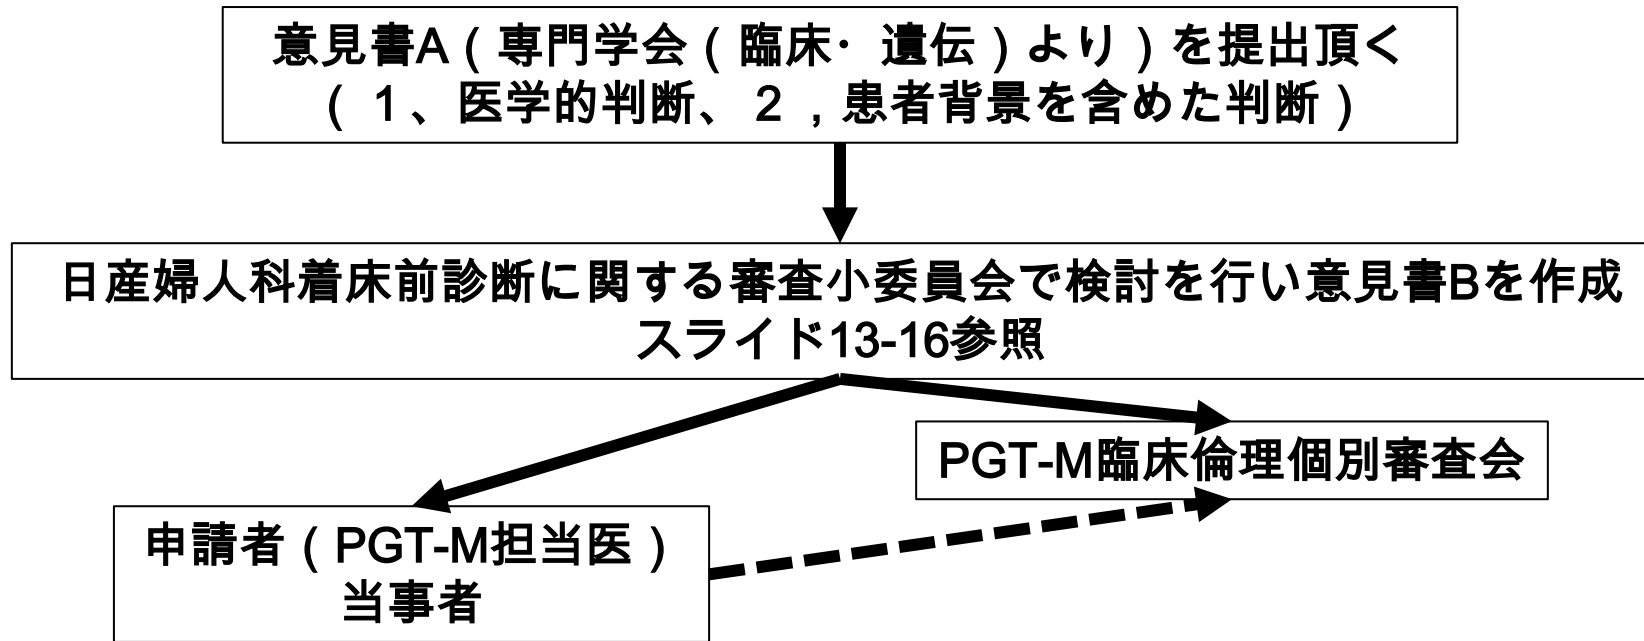 意見書A（専門学会（臨床・遺伝）より）を提出頂く
（１、医学的判断、２，患者背景を含めた判断）
日産婦人科着床前診断に関する審査小委員会で検討を行い意見書Bを作成
スライド13-16参照
PGT-M臨床倫理個別審査会
申請者（PGT-M担当医）
当事者